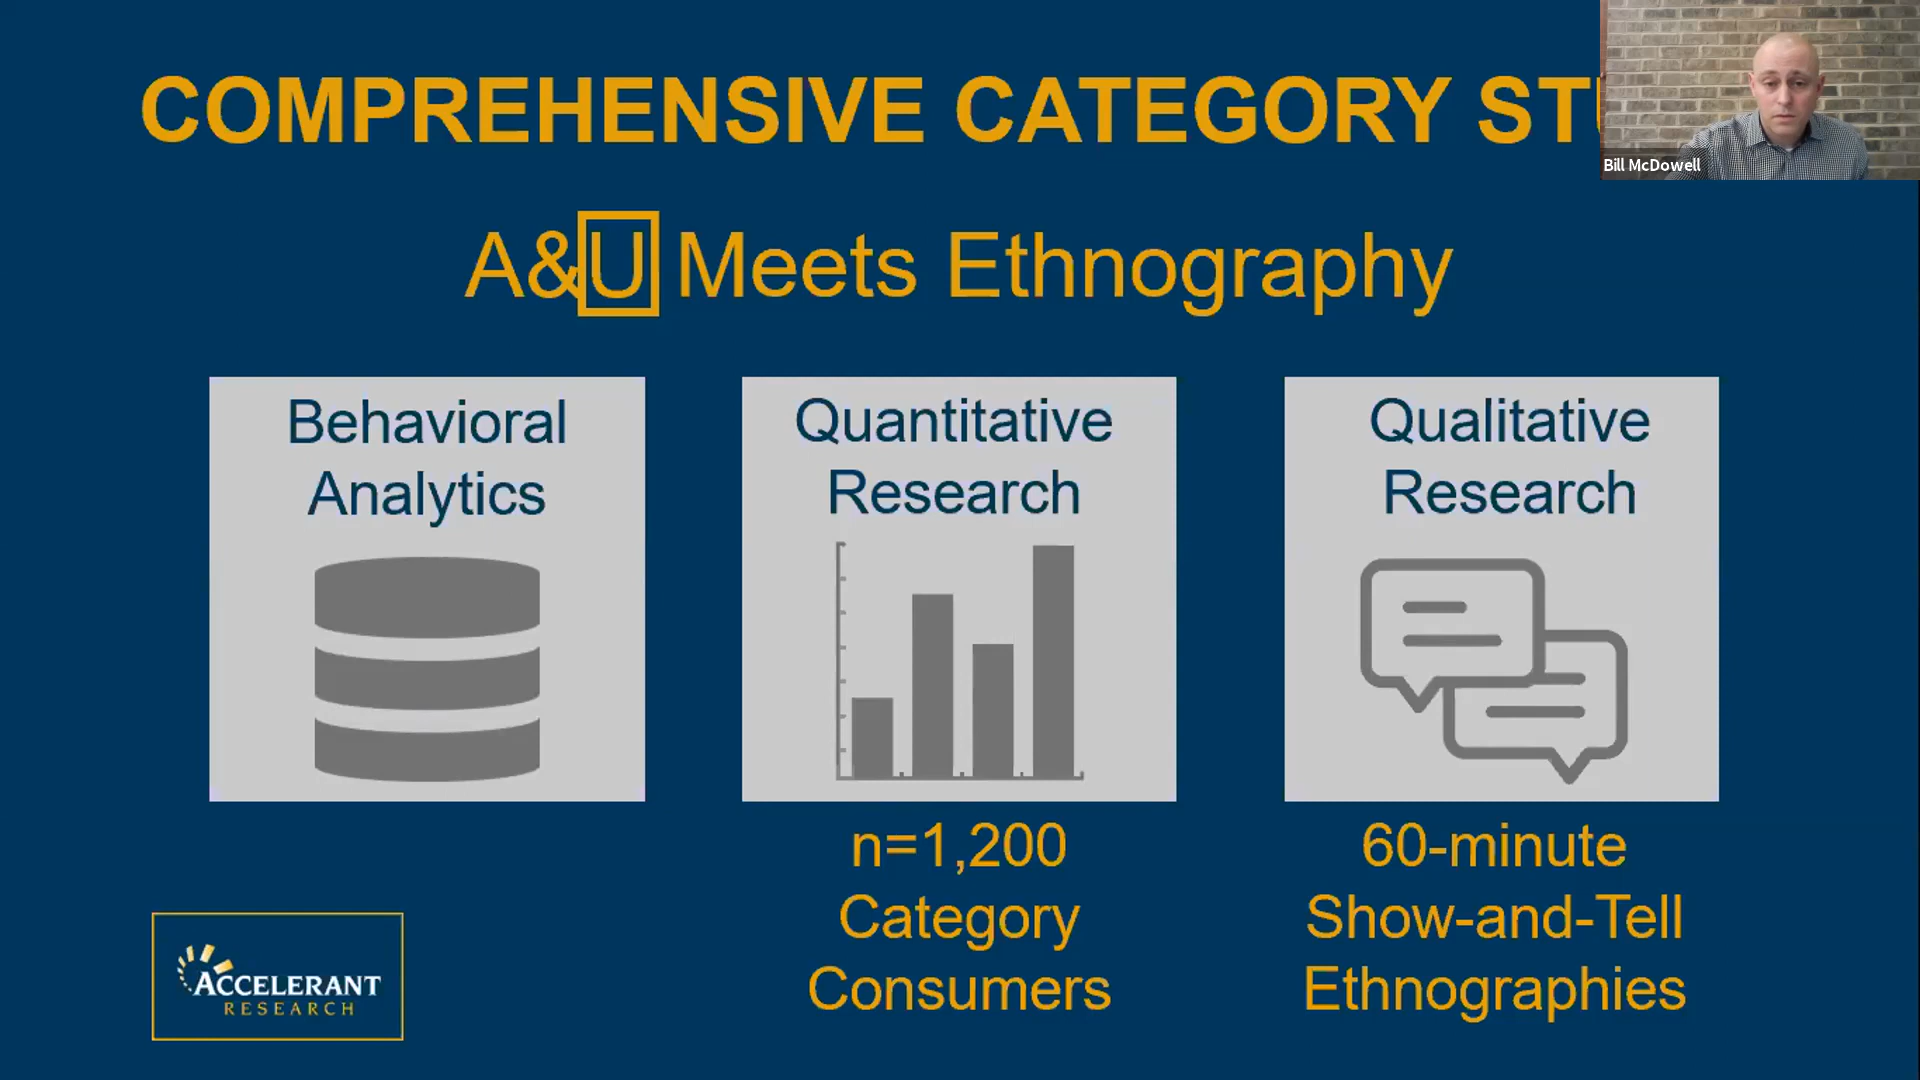 COMPREHENSIVE CATEGORY
Bill McDowell
A&U Meets Ethnography
Behavioral
Analytics
Quantitative
Research
Qualitative
Research
n=1,200
Category
Consumers
60-minute
Show-and-Tell
Ethnographies
ACCELERANT
RESEARCH